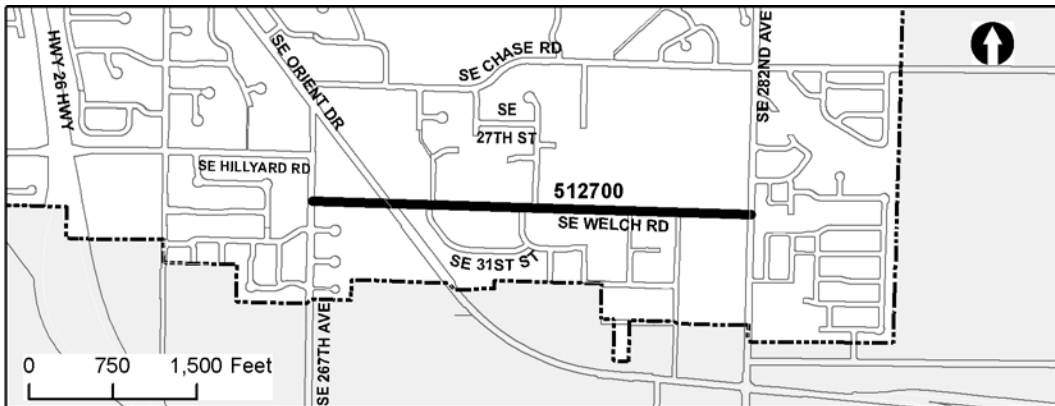 HWY 26 HWY
SE ORIENT DR
SE CHASE RD
SE 282ND AVE
SE
27TH ST
SE HILLYARD RD
512700
SE WELCH RD
SE 31ST ST
SE 267TH AVE
0 750 1,500 Feet